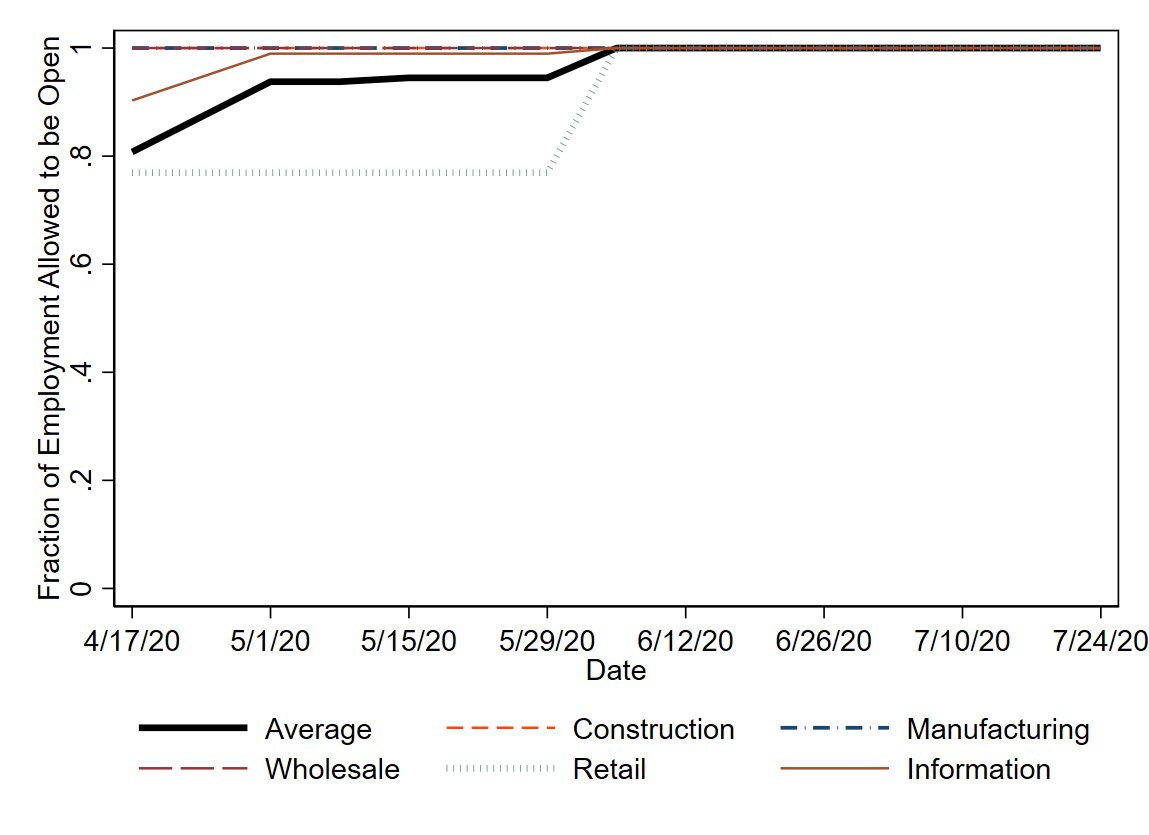 Fraction of Employment Allowed to be Open
1
.8
.6
.4
.2
0
4/17/20 5/1/20 5/15/20 5/29/20 6/12/20 6/26/20 7/10/20 7/24/20
Date
Average Construction Manufacturing
Wholesale Retail Information